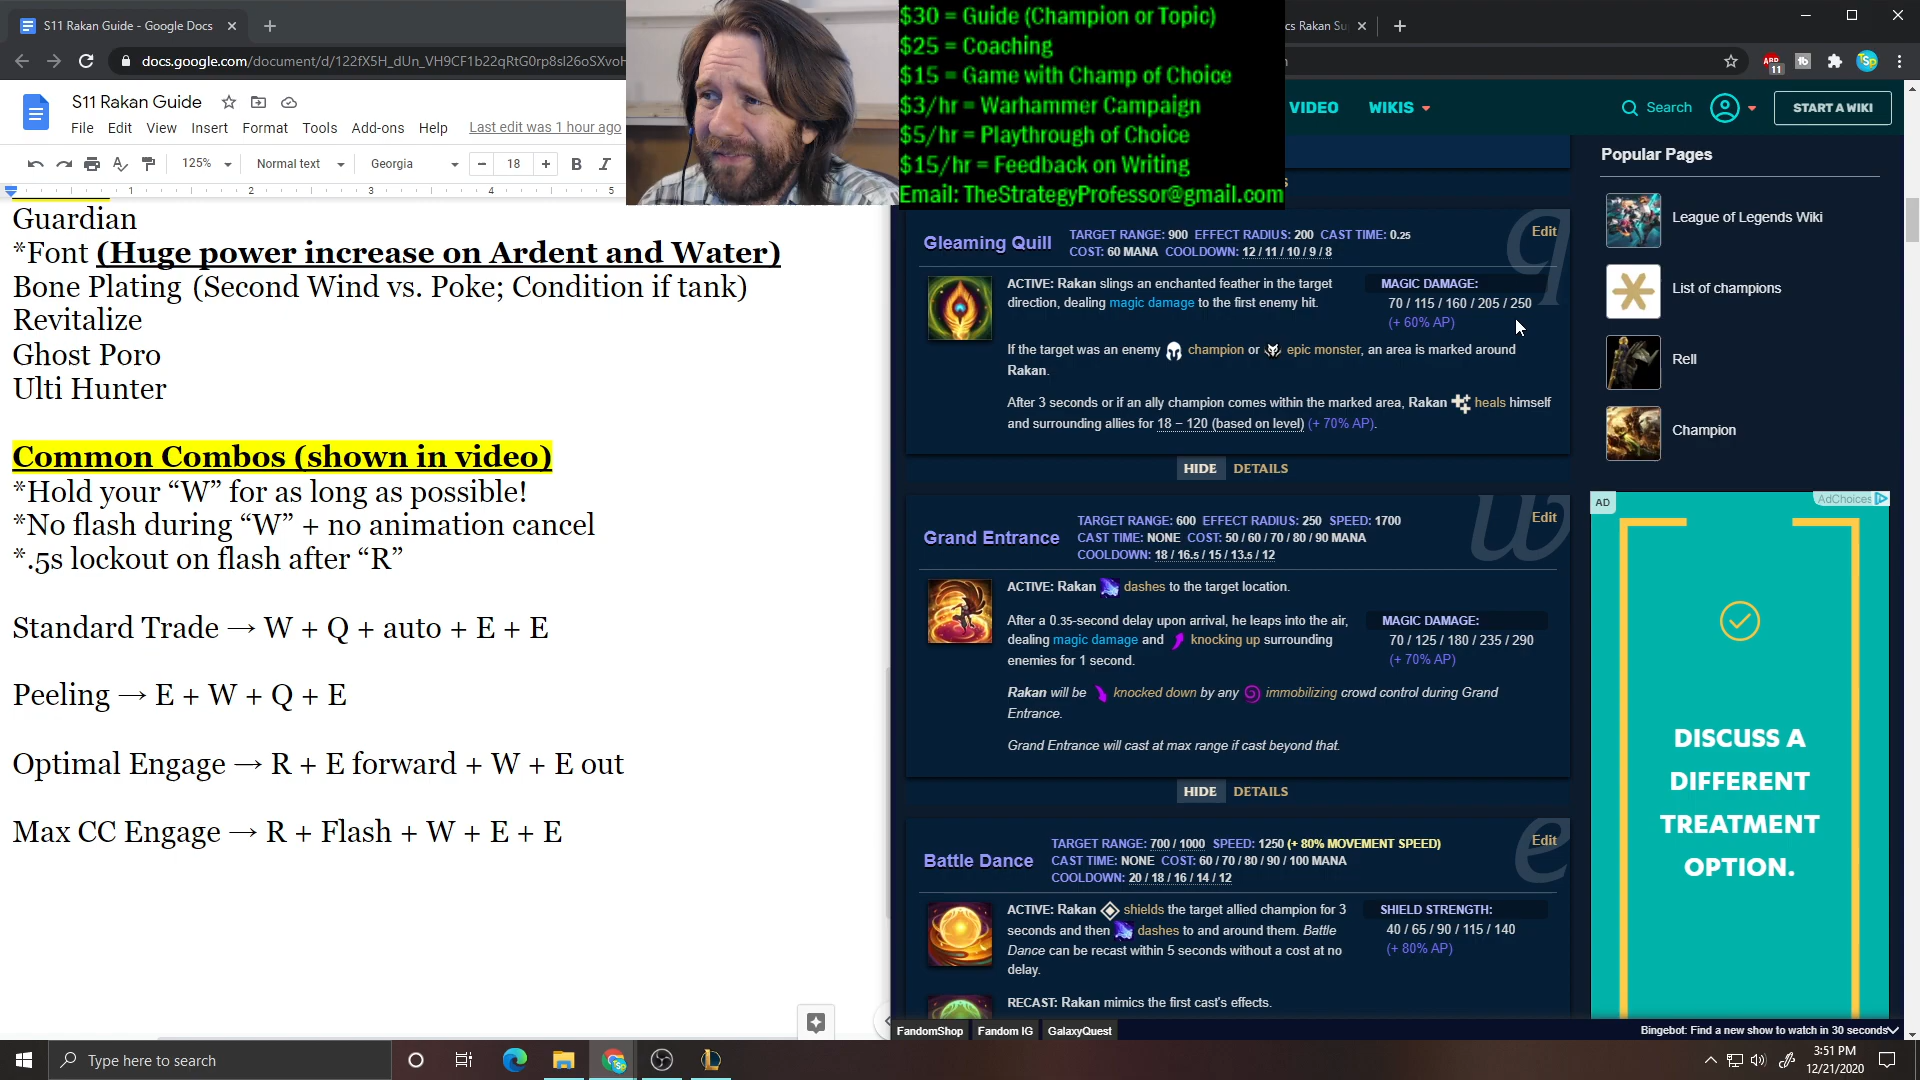 S11 Rakan Guide - Google Docs
cs Rakan Su
docs.google.com/document/d/122fX5H_dUn_VH9CF1b22qRtG0rp8sl26oSXvoH
S11 Rakan Guide
File Edit View Insert Format Tools Add-ons Help Last edit was 1 hour ago
125% Normal text Georgia 18 B I
1 2 3 4 5
$30 = Guide (Champion or Topic)
$25 = Coaching
$15 = Game with Champ of Choice
$3/hr = Warhammer Campaign
$5/hr = Playthrough of Choice
$15/hr = Feedback on Writing
Email: TheStrategyProfessor@gmail.com
ABP
11
VIDEO WIKIS Search START A WIKI
Guardian
*Font (Huge power increase on Ardent and Water)
Bone Plating (Second Wind vs. Poke; Condition if tank)
Revitalize
Ghost Poro
Ulti Hunter
Common Combos (shown in video)
*Hold your “W” for as long as possible!
*No flash during “W” + no animation cancel
*.5s lockout on flash after “R”
Standard Trade → W + Q + auto + E + E
Peeling → E + W + Q + E
Optimal Engage → R + E forward + W + E out
Max CC Engage → R + Flash + W + E + E
Gleaming Quill
TARGET RANGE: 900 EFFECT RADIUS: 200 CAST TIME: 0.25
COST: 60 MANA COOLDOWN: 12 / 11 / 10 / 9 / 8
Edit
q
ACTIVE: Rakan slings an enchanted feather in the target
direction, dealing magic damage to the first enemy hit.
MAGIC DAMAGE:
70 / 115 / 160 / 205 / 250
(+ 60% AP)
If the target was an enemy champion or epic monster, an area is marked around
Rakan.
After 3 seconds or if an ally champion comes within the marked area, Rakan heals himself
and surrounding allies for 18 − 120 (based on level) (+ 70% AP).
HIDE DETAILS
Grand Entrance
TARGET RANGE: 600 EFFECT RADIUS: 250 SPEED: 1700
CAST TIME: NONE COST: 50 / 60 / 70 / 80 / 90 MANA
COOLDOWN: 18 / 16.5 / 15 / 13.5 / 12
Edit
w
ACTIVE: Rakan dashes to the target location.
After a 0.35-second delay upon arrival, he leaps into the air,
dealing magic damage and knocking up surrounding
enemies for 1 second.
MAGIC DAMAGE:
70 / 125 / 180 / 235 / 290
(+ 70% AP)
Rakan will be knocked down by any immobilizing crowd control during Grand
Entrance.
Grand Entrance will cast at max range if cast beyond that.
HIDE DETAILS
Battle Dance
TARGET RANGE: 700 / 1000 SPEED: 1250 (+ 80% MOVEMENT SPEED)
CAST TIME: NONE COST: 60 / 70 / 80 / 90 / 100 MANA
COOLDOWN: 20 / 18 / 16 / 14 / 12
Edit
e
ACTIVE: Rakan shields the target allied champion for 3
seconds and then dashes to and around them. Battle
Dance can be recast within 5 seconds without a cost at no
delay.
SHIELD STRENGTH:
40 / 65 / 90 / 115 / 140
(+ 80% AP)
RECAST: Rakan mimics the first cast's effects.
Popular Pages
League of Legends Wiki
List of champions
Rell
Champion
AD
AdChoices
DISCUSS A
DIFFERENT
TREATMENT
OPTION.
FandomShop Fandom IG GalaxyQuest
Bingebot: Find a new show to watch in 30 seconds
Type here to search
3:51 PM
12/21/2020